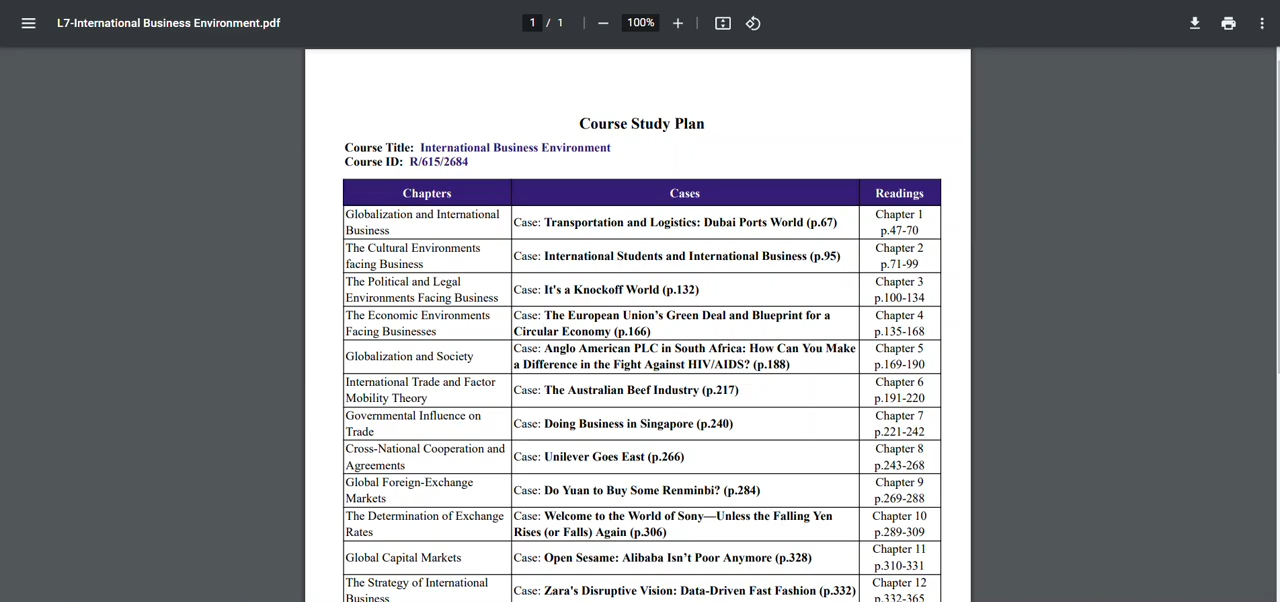 L7-International Business Environment.pdf
1 / 1
100%
Course Study Plan
Course Title: International Business Environment
Course ID: R/615/2684
Chapters Cases Readings
Globalization and International
Business
Case: Transportation and Logistics: Dubai Ports World (p.67)
Chapter 1
p.47-70
The Cultural Environments
facing Business
Case: International Students and International Business (p.95)
Chapter 2
p.71-99
The Political and Legal
Environments Facing Business
Case: It's a Knockoff World (p.132)
Chapter 3
p.100-134
The Economic Environments
Facing Businesses
Case: The European Union’s Green Deal and Blueprint for a
Circular Economy (p.166)
Chapter 4
p.135-168
Globalization and Society
Case: Anglo American PLC in South Africa: How Can You Make
a Difference in the Fight Against HIV/AIDS? (p.188)
Chapter 5
p.169-190
International Trade and Factor
Mobility Theory
Case: The Australian Beef Industry (p.217)
Chapter 6
p.191-220
Governmental Influence on
Trade
Case: Doing Business in Singapore (p.240)
Chapter 7
p.221-242
Cross-National Cooperation and
Agreements
Case: Unilever Goes East (p.266)
Chapter 8
p.243-268
Global Foreign-Exchange
Markets
Case: Do Yuan to Buy Some Renminbi? (p.284)
Chapter 9
p.269-288
The Determination of Exchange
Rates
Case: Welcome to the World of Sony—Unless the Falling Yen
Rises (or Falls) Again (p.306)
Chapter 10
p.289-309
Global Capital Markets
Case: Open Sesame: Alibaba Isn’t Poor Anymore (p.328)
Chapter 11
p.310-331
The Strategy of International
Business
Case: Zara's Disruptive Vision: Data-Driven Fast Fashion (p.332)
Chapter 12
p.332-365